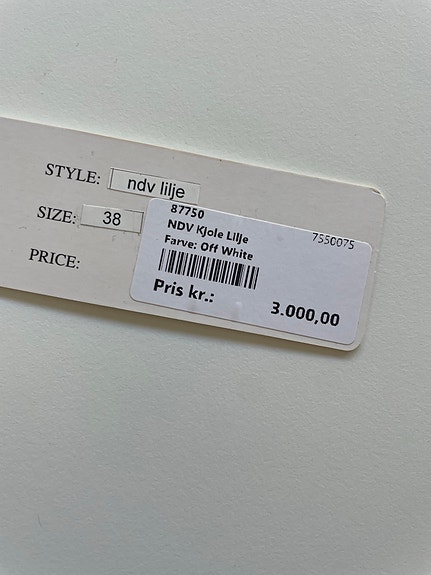 STYLE: ndv lilje
SIZE: 38
PRICE:
87750 7550075
NDV Kjole Lilje
Farve: Off White
Pris kr.: 3.000,00